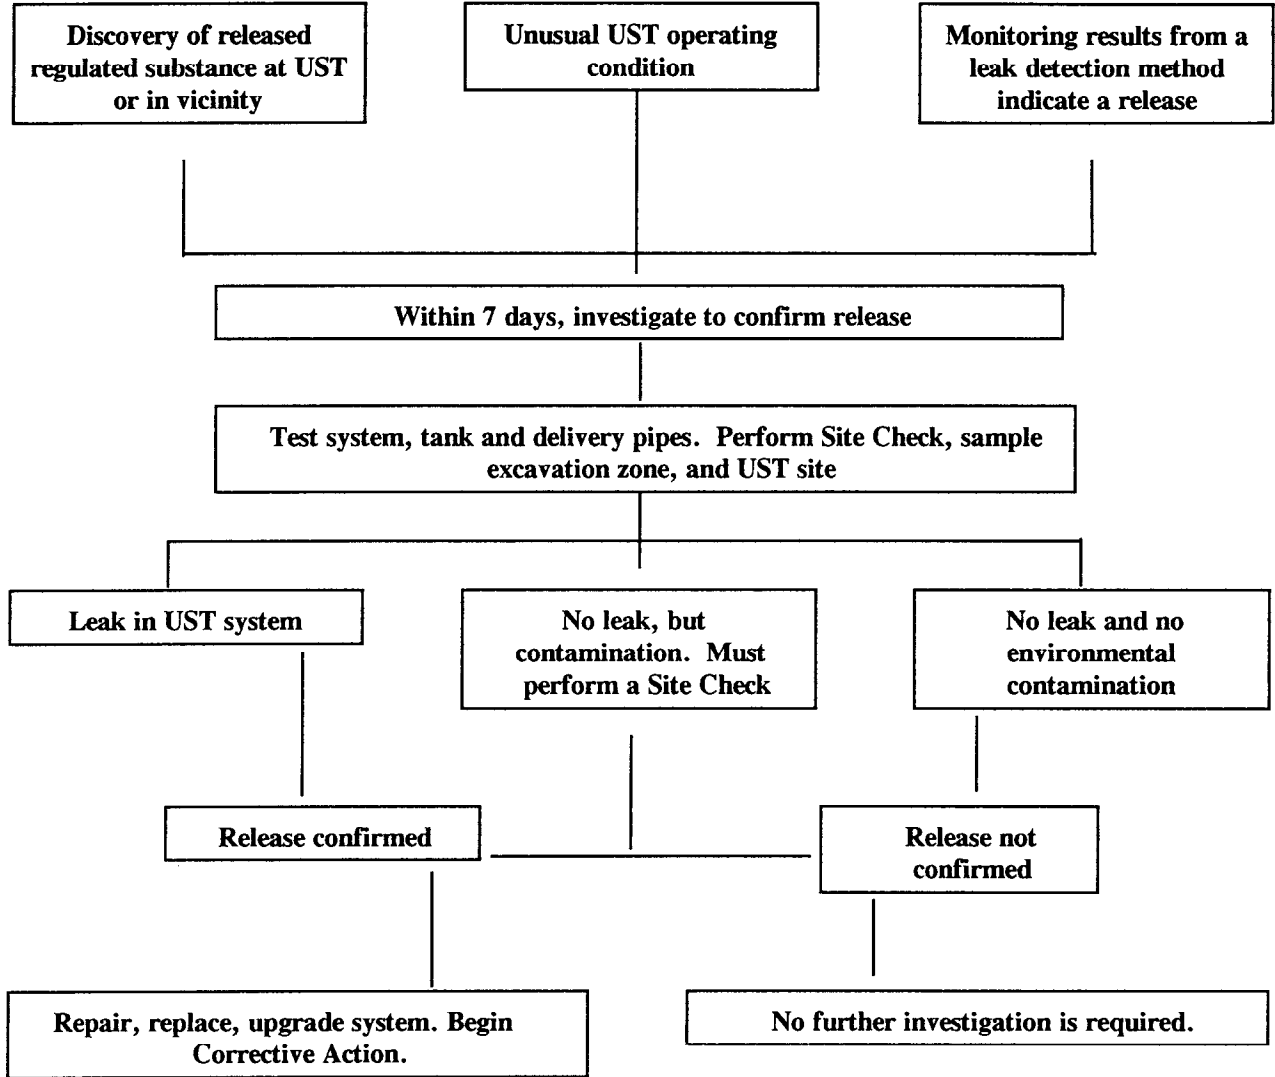 Discovery of released
regulated substance at UST
or in vicinity
Unusual UST operating
condition
Monitoring results from a
leak detection method
indicate a release
Within 7 days, investigate to confirm release
Test system, tank and delivery pipes. Perform Site Check, sample
excavation zone, and UST site
Leak in UST system
No leak, but
contamination. Must
perform a Site Check
No leak and no
environmental
contamination
Release confirmed
Release not
confirmed
Repair, replace, upgrade system. Begin
Corrective Action.
No further investigation is required.